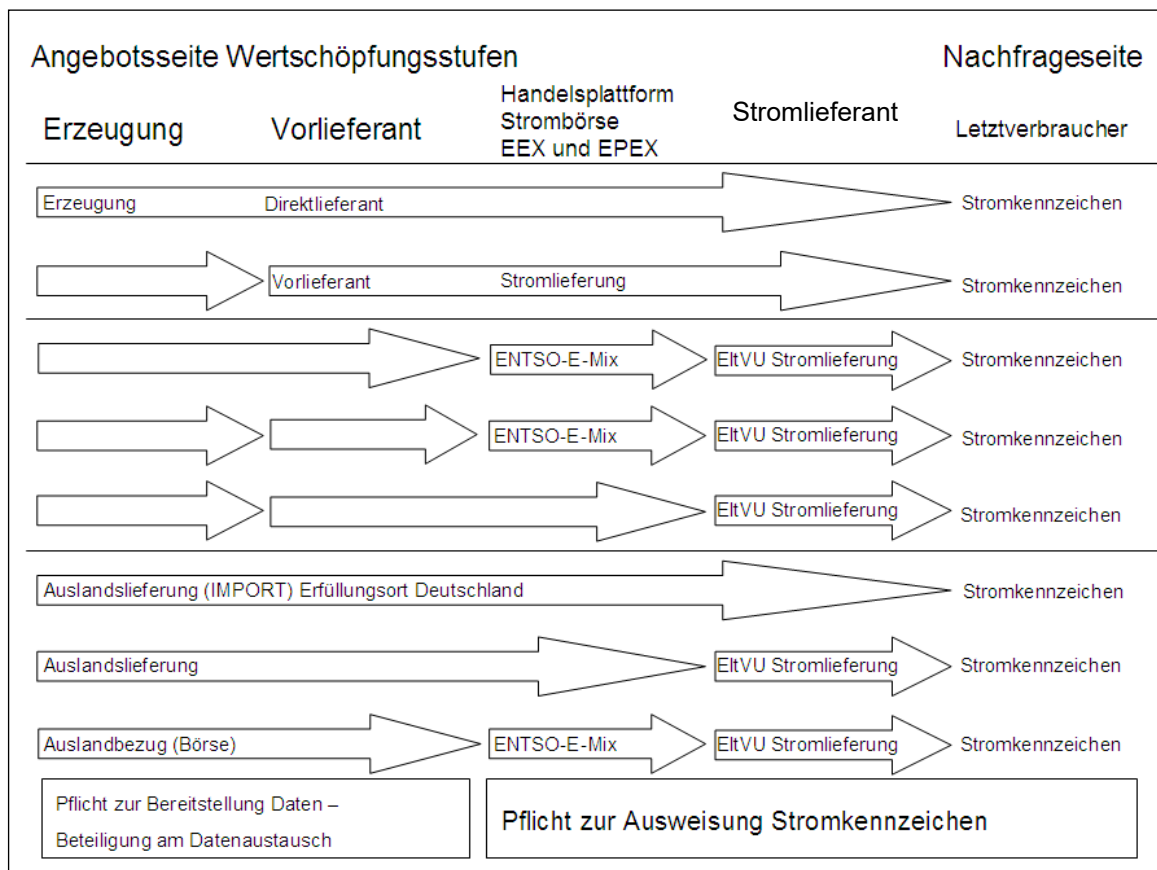 Angebotsseite Wertschöpfungsstufen
Nachfrageseite
Erzeugung
Vorlieferant
Handelsplattform
Strombörse
EEX und EPEX
Stromlieferant
Letztverbraucher
Erzeugung
Direktlieferant
Stromkennzeichen
Vorlieferant
Stromlieferung
Stromkennzeichen
ENTSO-E-Mix
EltVU Stromlieferung
Stromkennzeichen
ENTSO-E-Mix
EltVU Stromlieferung
Stromkennzeichen
EltVU Stromlieferung
Stromkennzeichen
Auslandslieferung (IMPORT) Erfüllungsort Deutschland
Stromkennzeichen
Auslandslieferung
EltVU Stromlieferung
Stromkennzeichen
Auslandbezug (Börse)
ENTSO-E-Mix
EltVU Stromlieferung
Stromkennzeichen
Pflicht zur Bereitstellung Daten –
Beteiligung am Datenaustausch
Pflicht zur Ausweisung Stromkennzeichen